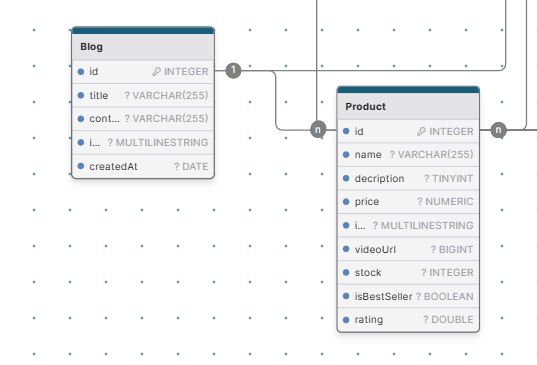 Blog
id INTEGER
title ? VARCHAR(255)
cont... ? VARCHAR(255)
i... ? MULTILINESTRING
createdAt ? DATE
1
n
Product
id INTEGER
name ? VARCHAR(255)
decription ? TINYINT
price ? NUMERIC
i... ? MULTILINESTRING
videoUrl ? BIGINT
stock ? INTEGER
isBestSeller ? BOOLEAN
rating ? DOUBLE
n